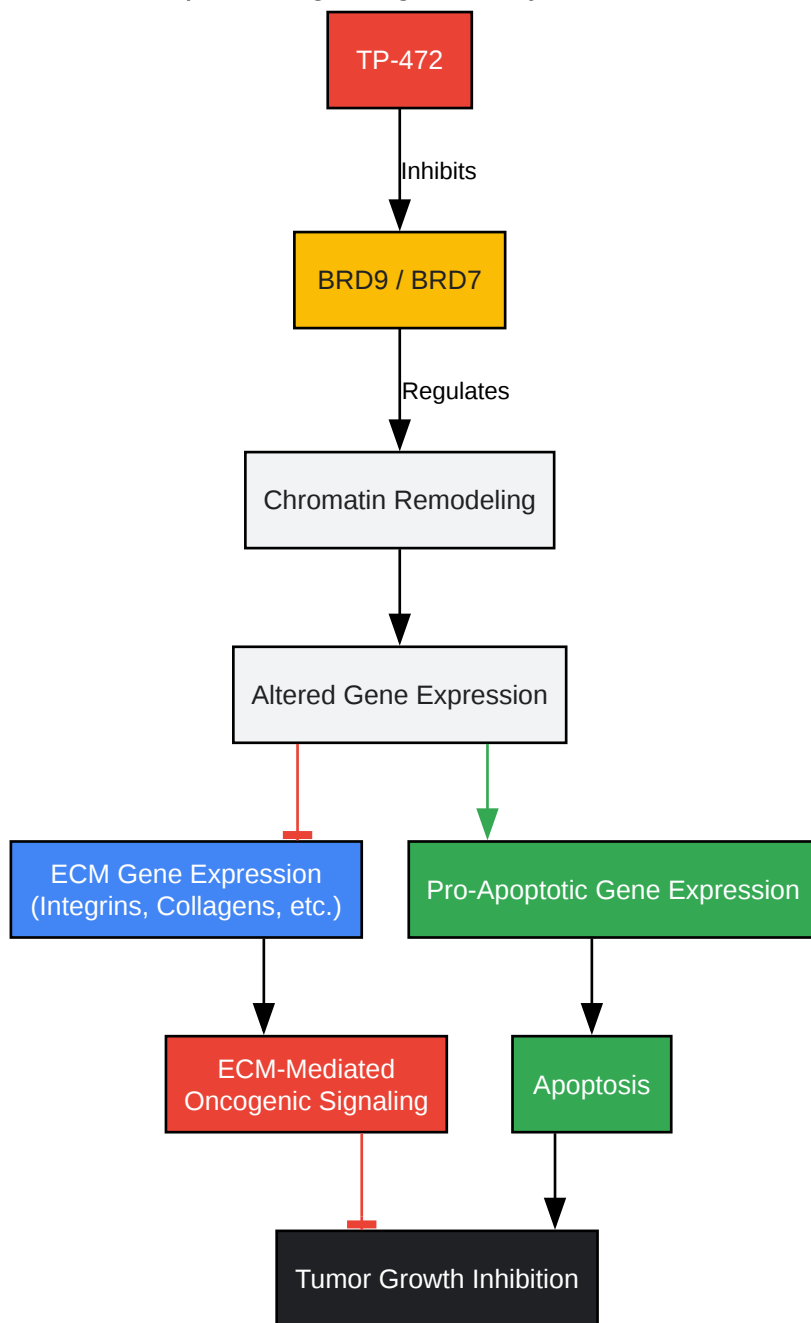 TP-472
Inhibits
BRD9 / BRD7
Regulates
Chromatin Remodeling
Altered Gene Expression
ECM Gene Expression
(Integrins, Collagens, etc.)
Pro-Apoptotic Gene Expression
ECM-Mediated
Oncogenic Signaling
Apoptosis
Tumor Growth Inhibition